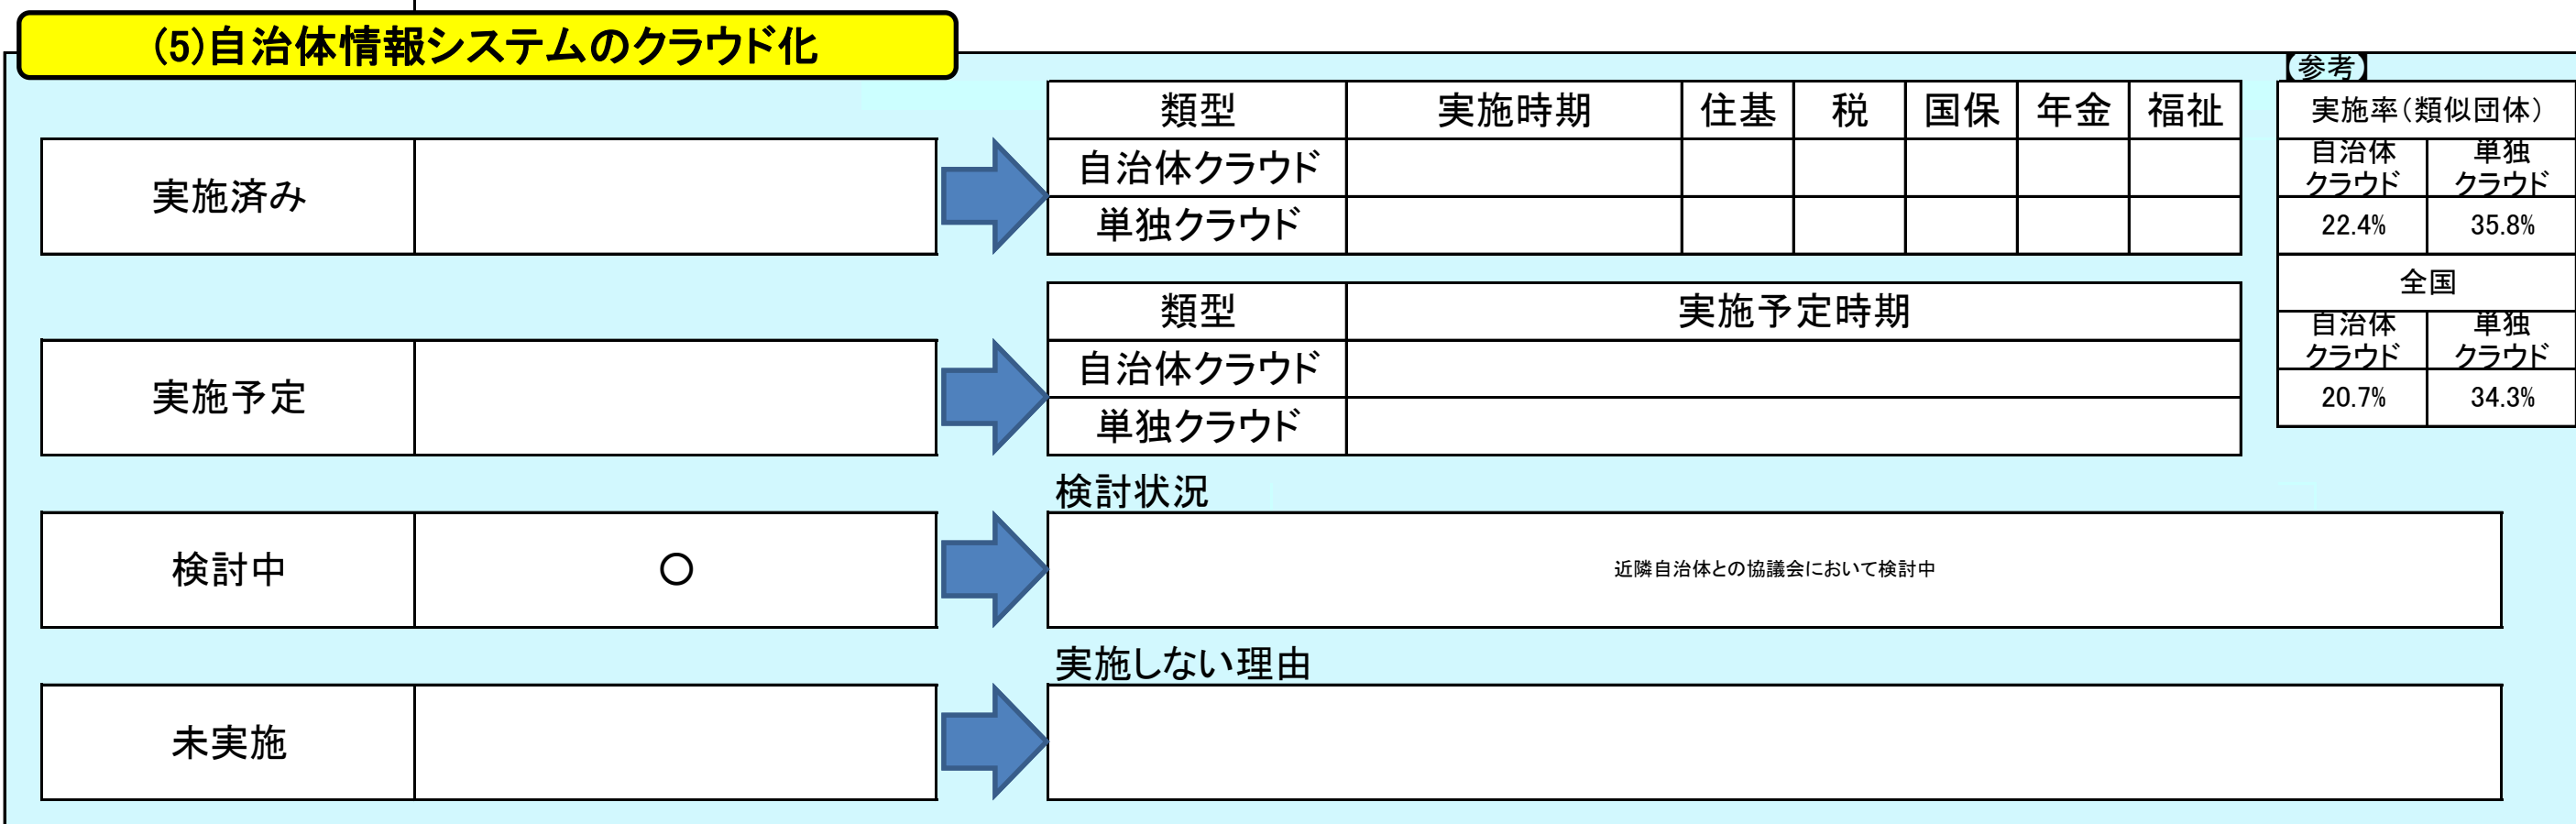 (5)自治体情報システムのクラウド化
【参考】
類型 実施時期 住基 税 国保 年金 福祉
実施率(類似団体)
実施済み
自治体クラウド
単独クラウド
自治体
クラウド
単独
クラウド
22.4% 35.8%
全国
類型 実施予定時期
自治体
クラウド
単独
クラウド
実施予定
自治体クラウド
単独クラウド
20.7% 34.3%
検討状況
検討中 〇
近隣自治体との協議会において検討中
実施しない理由
未実施